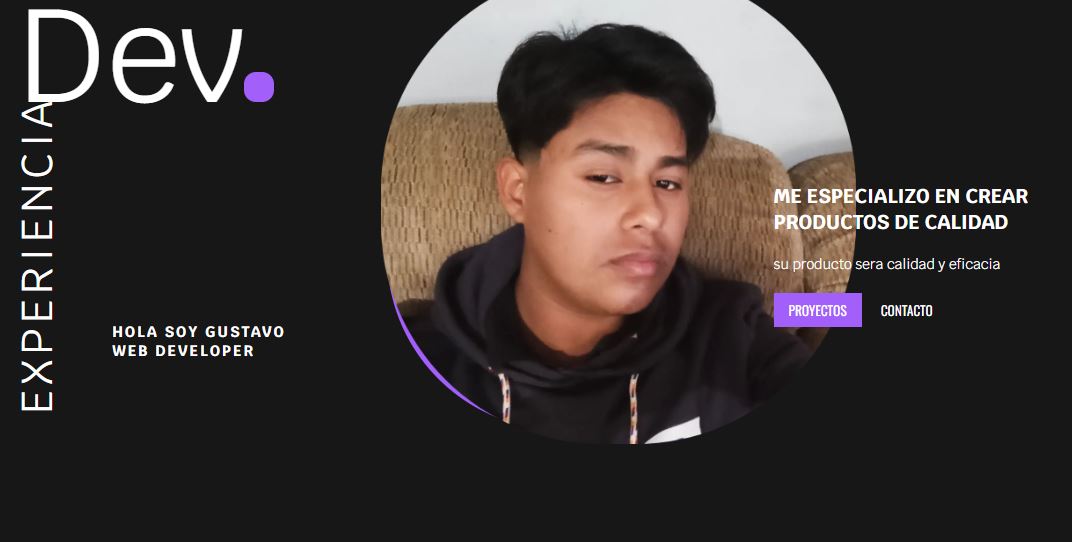 Dev.
EXPERIENCIA
HOLA SOY GUSTAVO
WEB DEVELOPER
ME ESPECIALIZO EN CREAR
PRODUCTOS DE CALIDAD
su producto sera calidad y eficacia
PROYECTOS
CONTACTO